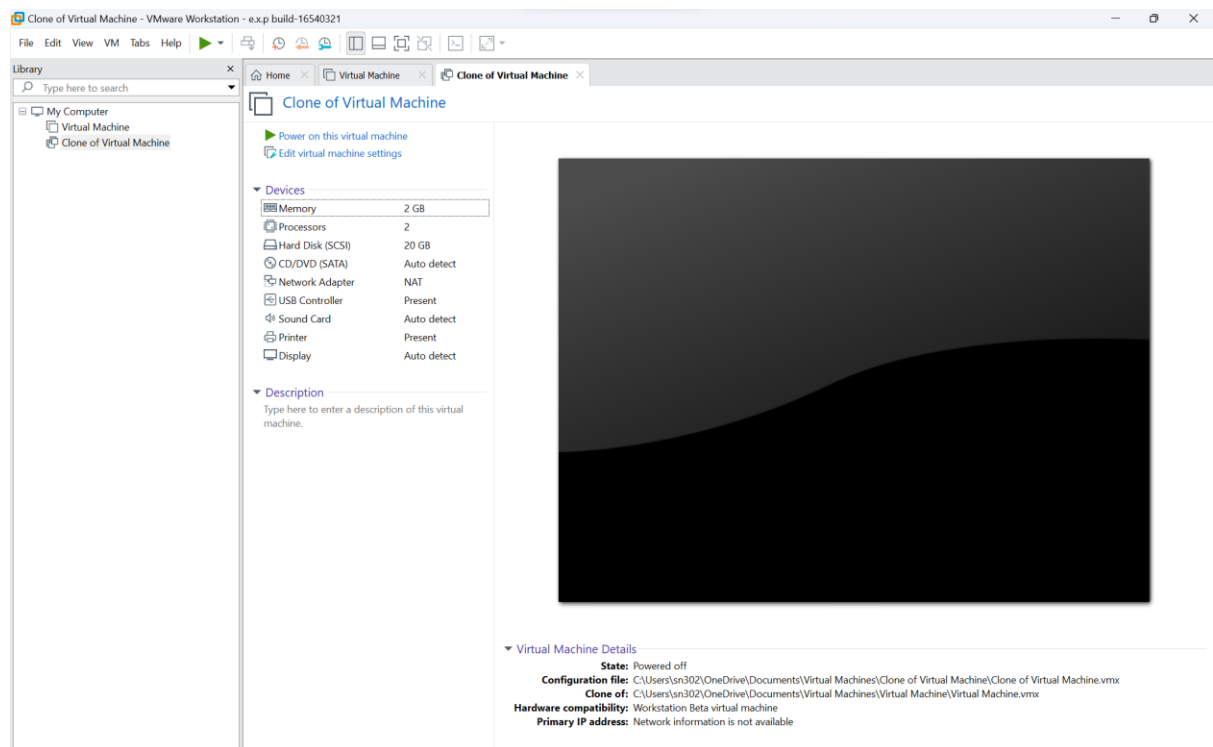 Clone of Virtual Machine - VMware Workstation - e.x.p build-16540321
File Edit View VM Tabs Help
Library
Type here to search
My Computer
Virtual Machine
Clone of Virtual Machine
Home Virtual Machine Clone of Virtual Machine
Clone of Virtual Machine
Power on this virtual machine
Edit virtual machine settings
Devices
Memory 2 GB
Processors 2
Hard Disk (SCSI) 20 GB
CD/DVD (SATA) Auto detect
Network Adapter NAT
USB Controller Present
Sound Card Auto detect
Printer Present
Display Auto detect
Description
Type here to enter a description of this virtual
machine.
Virtual Machine Details
State: Powered off
Configuration file: C:\Users\sn302\OneDrive\Documents\Virtual Machines\Clone of Virtual Machine\Clone of Virtual Machine.vmx
Clone of: C:\Users\sn302\OneDrive\Documents\Virtual Machines\Virtual Machine\Virtual Machine.vmx
Hardware compatibility: Workstation Beta virtual machine
Primary IP address: Network information is not available